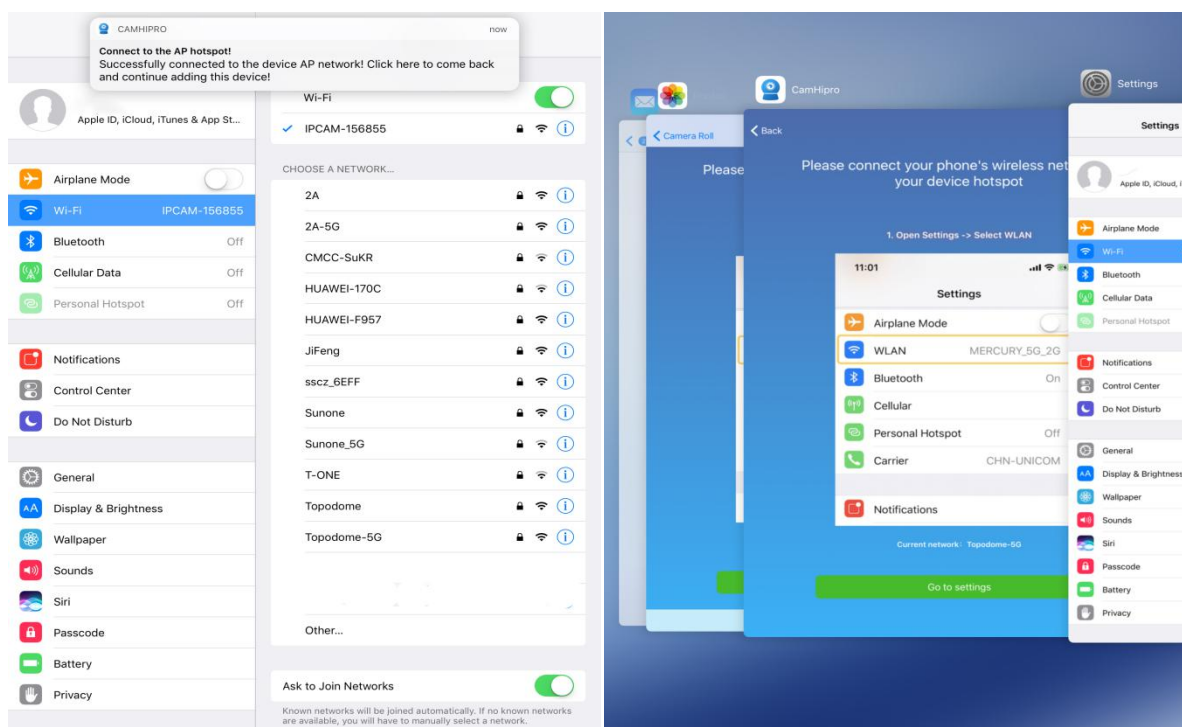 CAMHIPRO now
Connect to the AP hotspot!
Successfully connected to the device AP network! Click here to come back
and continue adding this device!
Apple ID, iCloud, iTunes & App St...
Airplane Mode
Wi-Fi IPCAM-156855
Bluetooth Off
Cellular Data Off
Personal Hotspot Off
Notifications
Control Center
Do Not Disturb
General
AA Display & Brightness
Wallpaper
Sounds
Siri
Passcode
Battery
Privacy
Wi-Fi
IPCAM-156855
CHOOSE A NETWORK...
2A
2A-5G
CMCC-SuKR
HUAWEI-170C
HUAWEI-F957
JiFeng
sscz_6EFF
Sunone
Sunone_5G
T-ONE
Topodome
Topodome-5G
Other...
Ask to Join Networks
Known networks will be joined automatically. If no known networks
are available, you will have to manually select a network.
Camera Roll
Please
CamHipro
Back
Please connect your phone's wireless net
your device hotspot
1. Open Settings -> Select WLAN
11:01
Settings
Airplane Mode
WLAN MERCURY_5G_2G
Bluetooth On
Cellular
Personal Hotspot Off
Carrier CHN-UNICOM
Notifications
Current network: Topodome-5G
Go to settings
Settings
Settings
Apple ID, iCloud, i
Airplane Mode
Wi-Fi
Bluetooth
Cellular Data
Personal Hotspot
Notifications
Control Center
Do Not Disturb
General
AA Display & Brightness
Wallpaper
Sounds
Siri
Passcode
Battery
Privacy